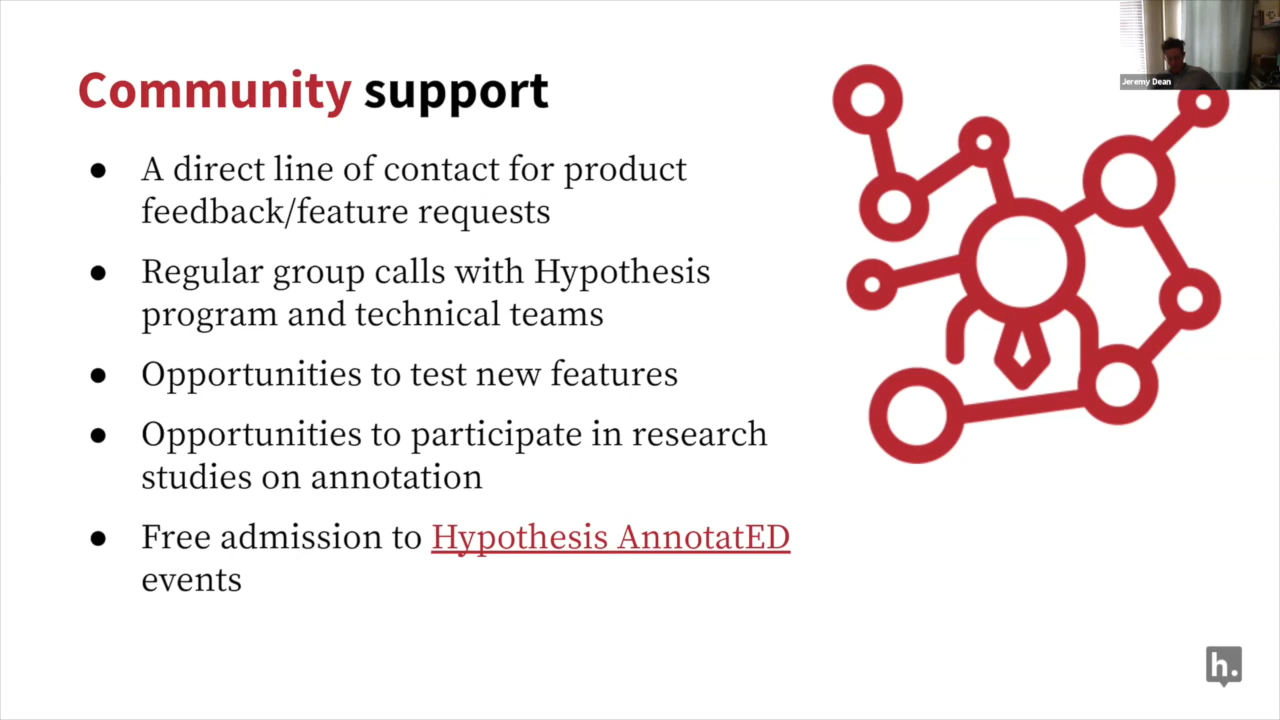 Jeremy Dean
Community support
● A direct line of contact for product
feedback/feature requests
● Regular group calls with Hypothesis
program and technical teams
● Opportunities to test new features
● Opportunities to participate in research
studies on annotation
● Free admission to Hypothesis AnnotatED
events
h.